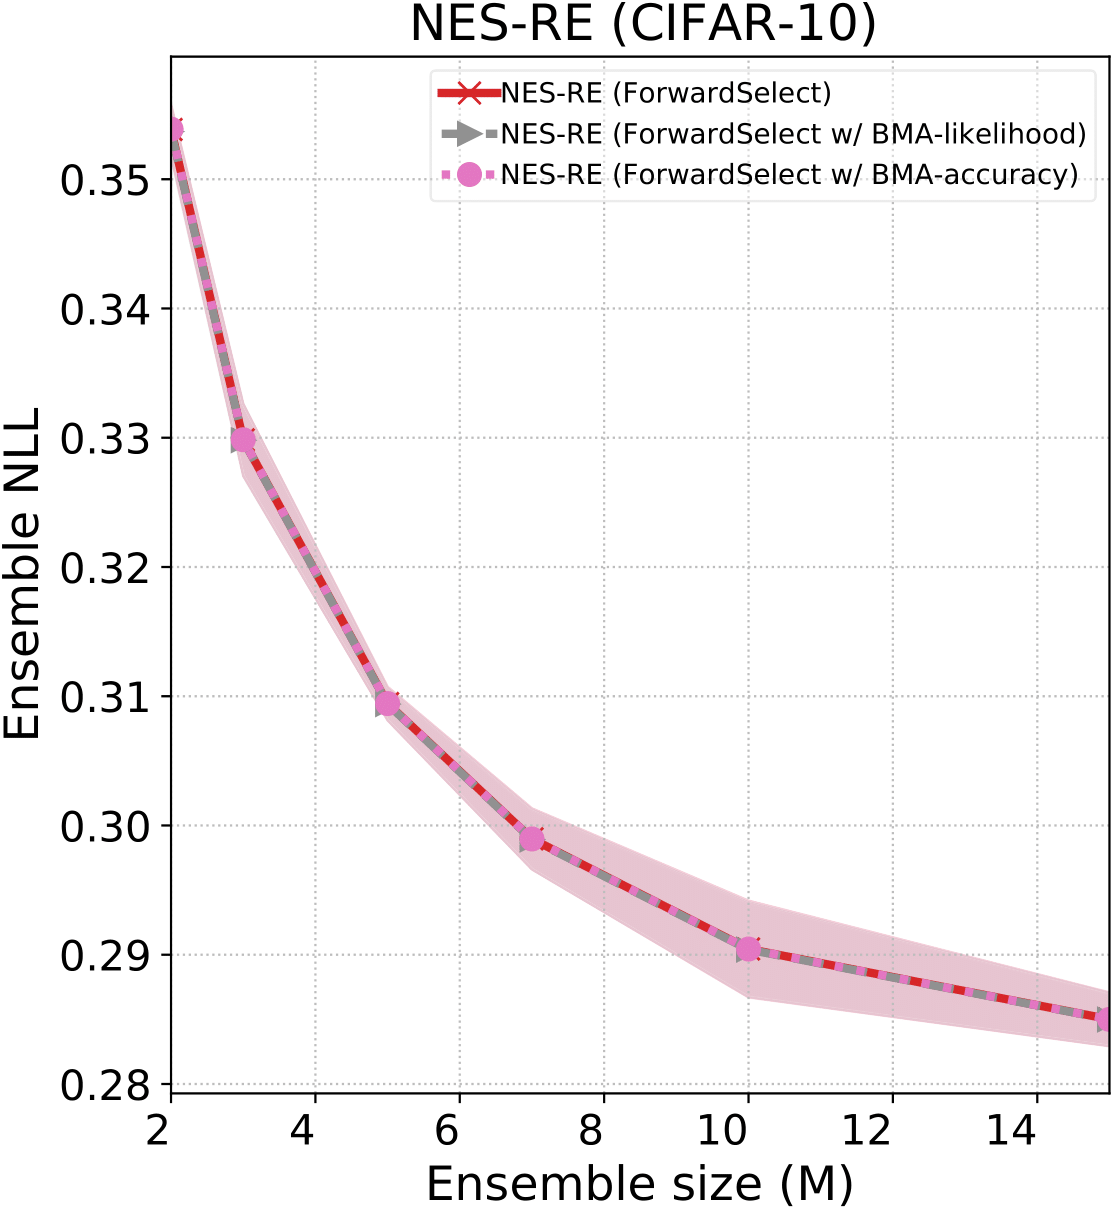 NES-RE (CIFAR-10)
NES-RE (ForwardSelect)
NES-RE (ForwardSelect w/ BMA-likelihood)
NES-RE (ForwardSelect w/ BMA-accuracy)
Ensemble NLL
0.35
0.34
0.33
0.32
0.31
0.30
0.29
0.28
2 4 6 8 10 12 14
Ensemble size (M)